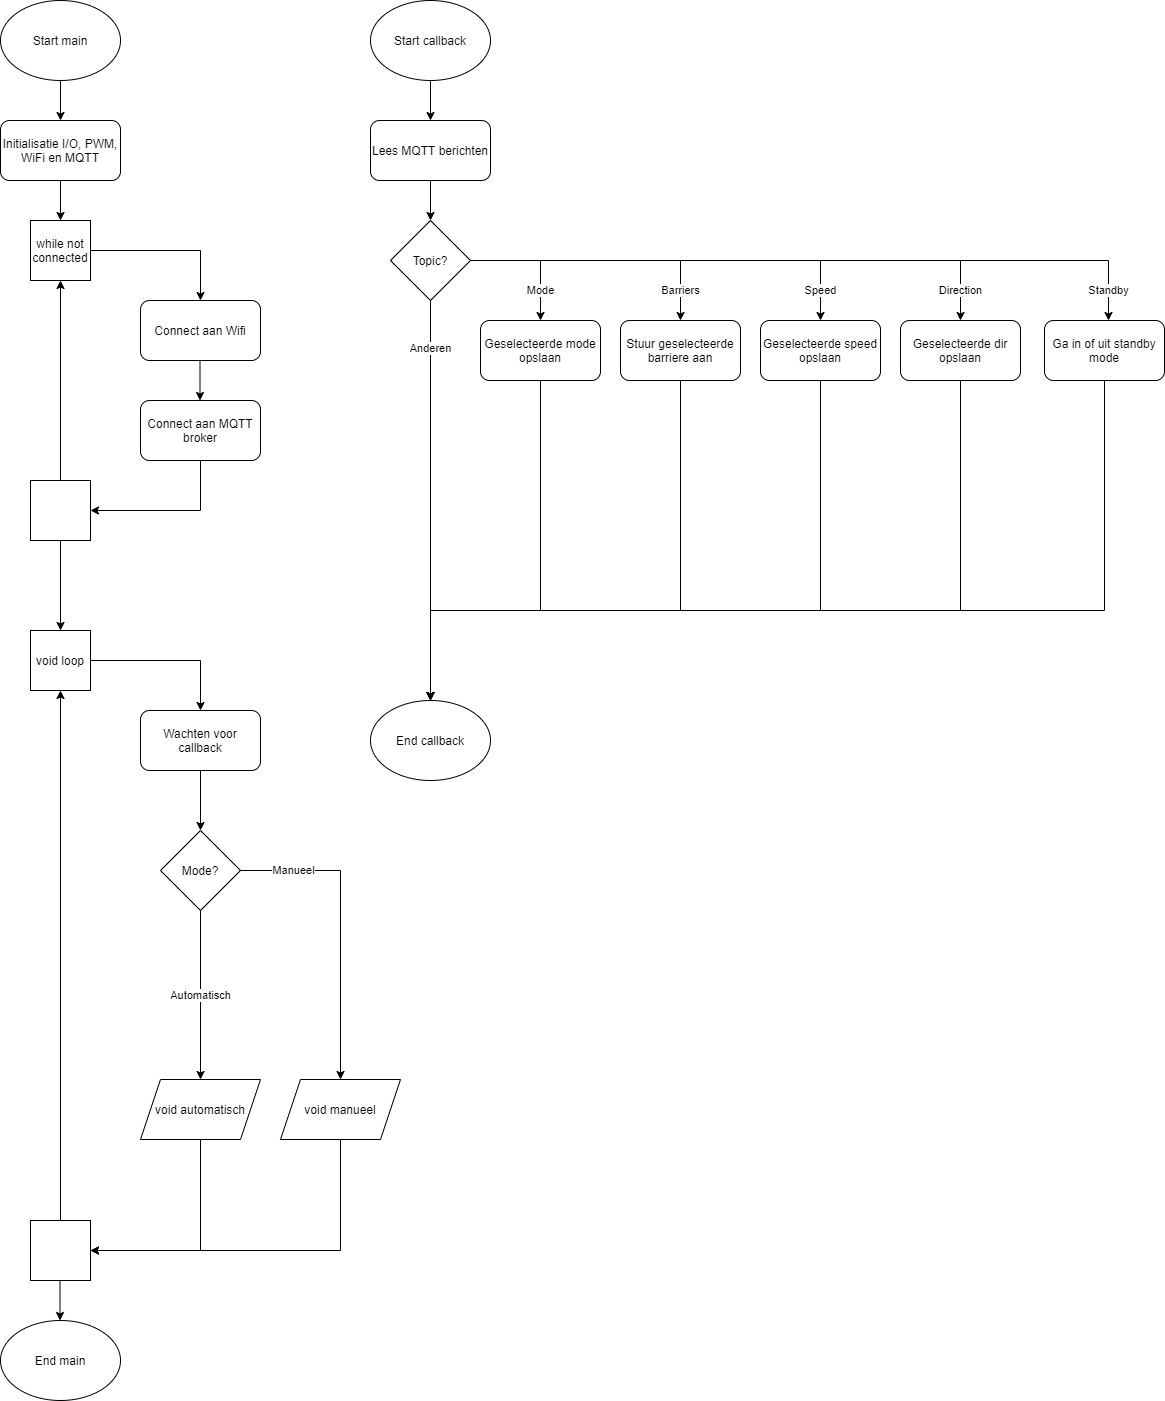 Start main
Initialisatie I/O, PWM,
WiFi en MQTT
while not
connected
Connect aan Wifi
Connect aan MQTT
broker
void loop
Wachten voor
callback
Mode?
Manueel
Automatisch
void automatisch
void manueel
End main
Start callback
Lees MQTT berichten
Topic?
Anderen
Mode
Barriers
Speed
Direction
Standby
Geselecteerde mode
opslaan
Stuur geselecteerde
barriere aan
Geselecteerde speed
opslaan
Geselecteerde dir
opslaan
Ga in of uit standby
mode
End callback